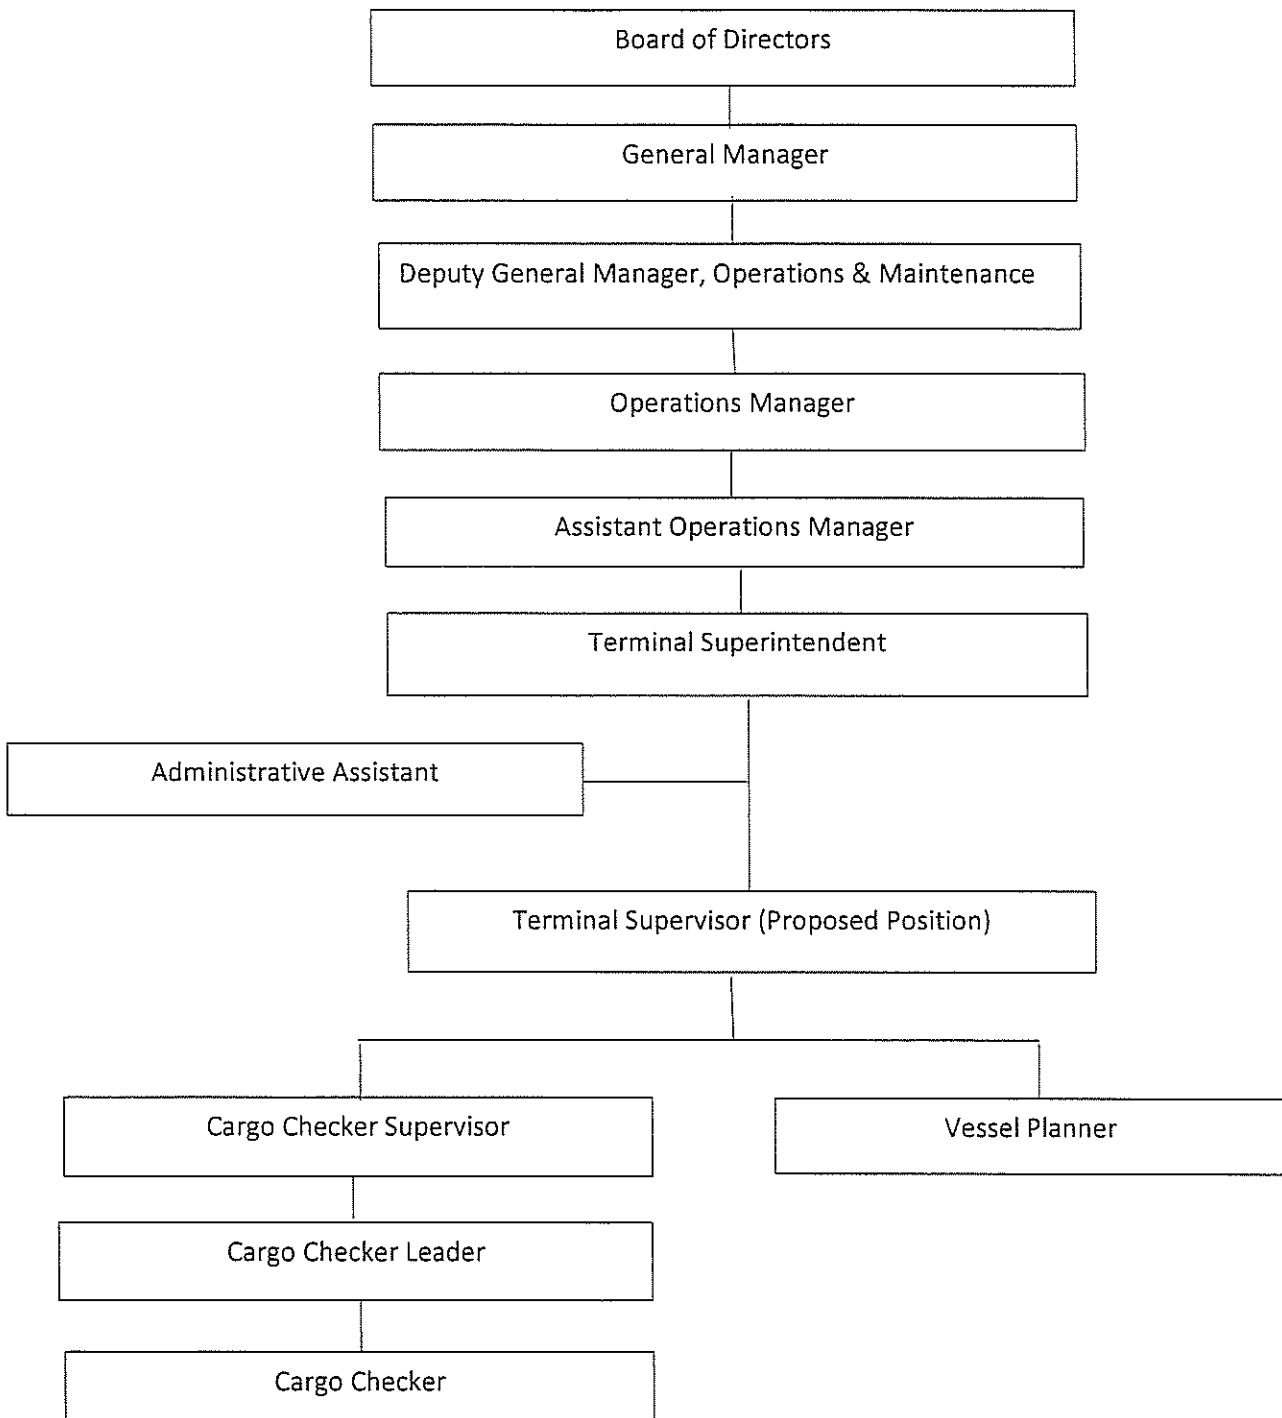 Board of Directors
General Manager
Deputy General Manager, Operations & Maintenance
Operations Manager
Assistant Operations Manager
Terminal Superintendent
Administrative Assistant
Terminal Supervisor (Proposed Position)
Cargo Checker Supervisor
Vessel Planner
Cargo Checker Leader
Cargo Checker